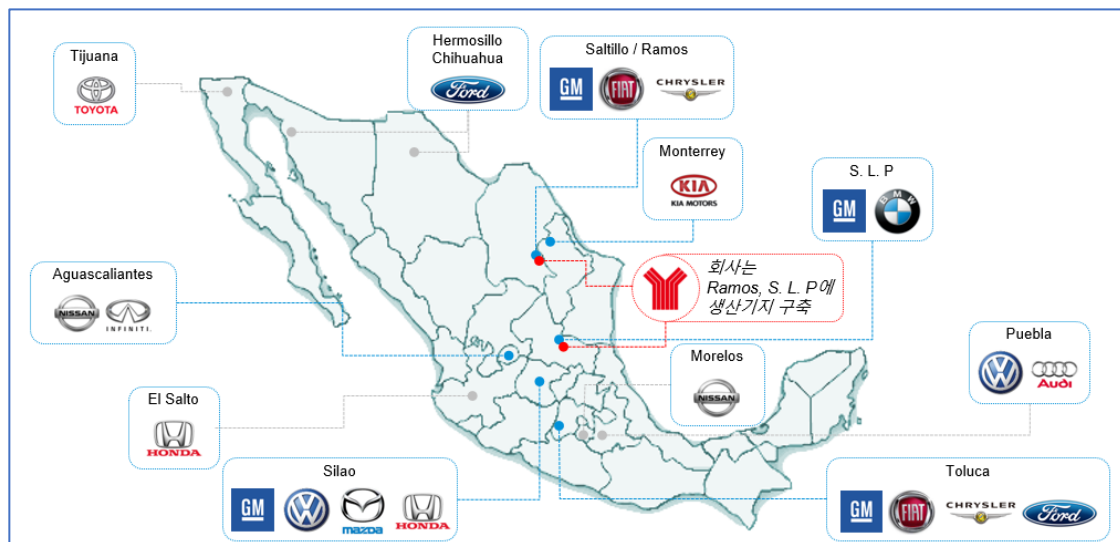 Tijuana
TOYOTA
Hermosillo
Chihuahua
Ford
Saltillo / Ramos
GM
FIAT
CHRYSLER
Monterrey
KIA
KIA MOTORS
S. L. P
GM
BMW
회사는
Ramos, S. L. P에
생산기지 구축
Aguascaliantes
NISSAN
INFINITI.
Puebla
Audi
Morelos
NISSAN
El Salto
HONDA
Silao
GM
mazda
HONDA
Toluca
GM
FIAT
CHRYSLER
Ford